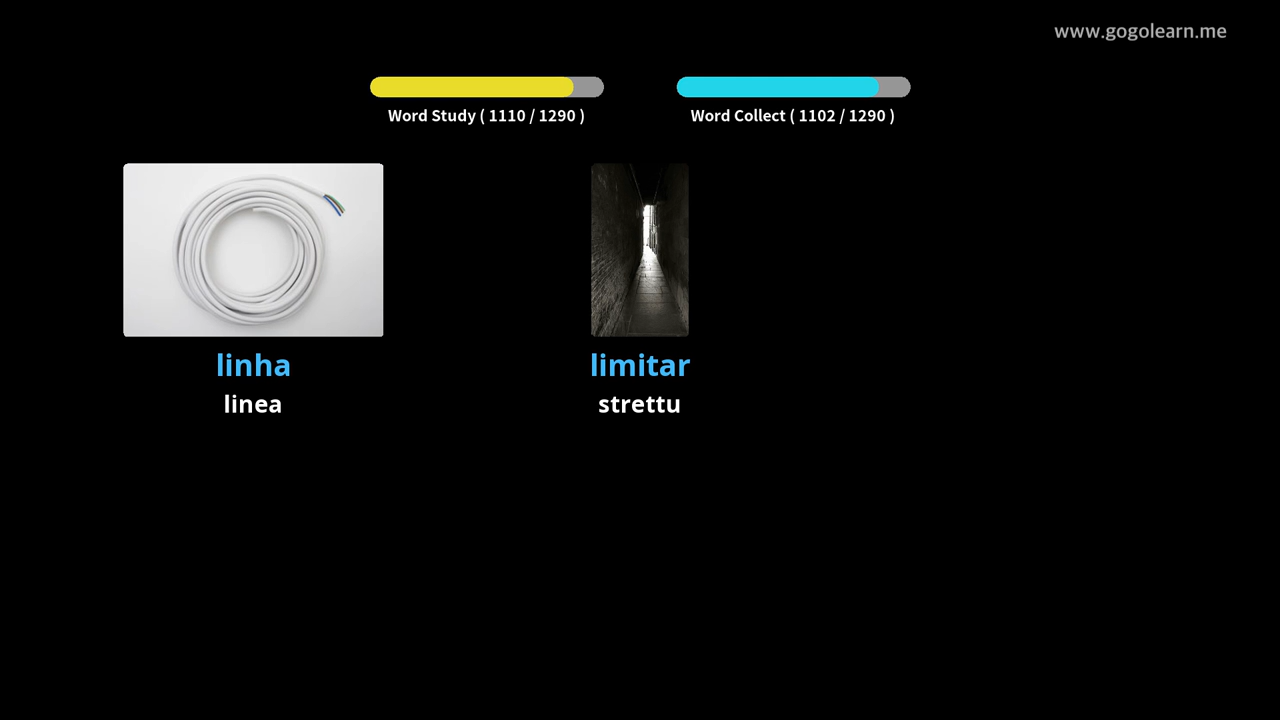 www.gogolearn.me
Word Study ( 1110 / 1290 )
Word Collect ( 1102 / 1290 )
linha
linea
limitar
strettu